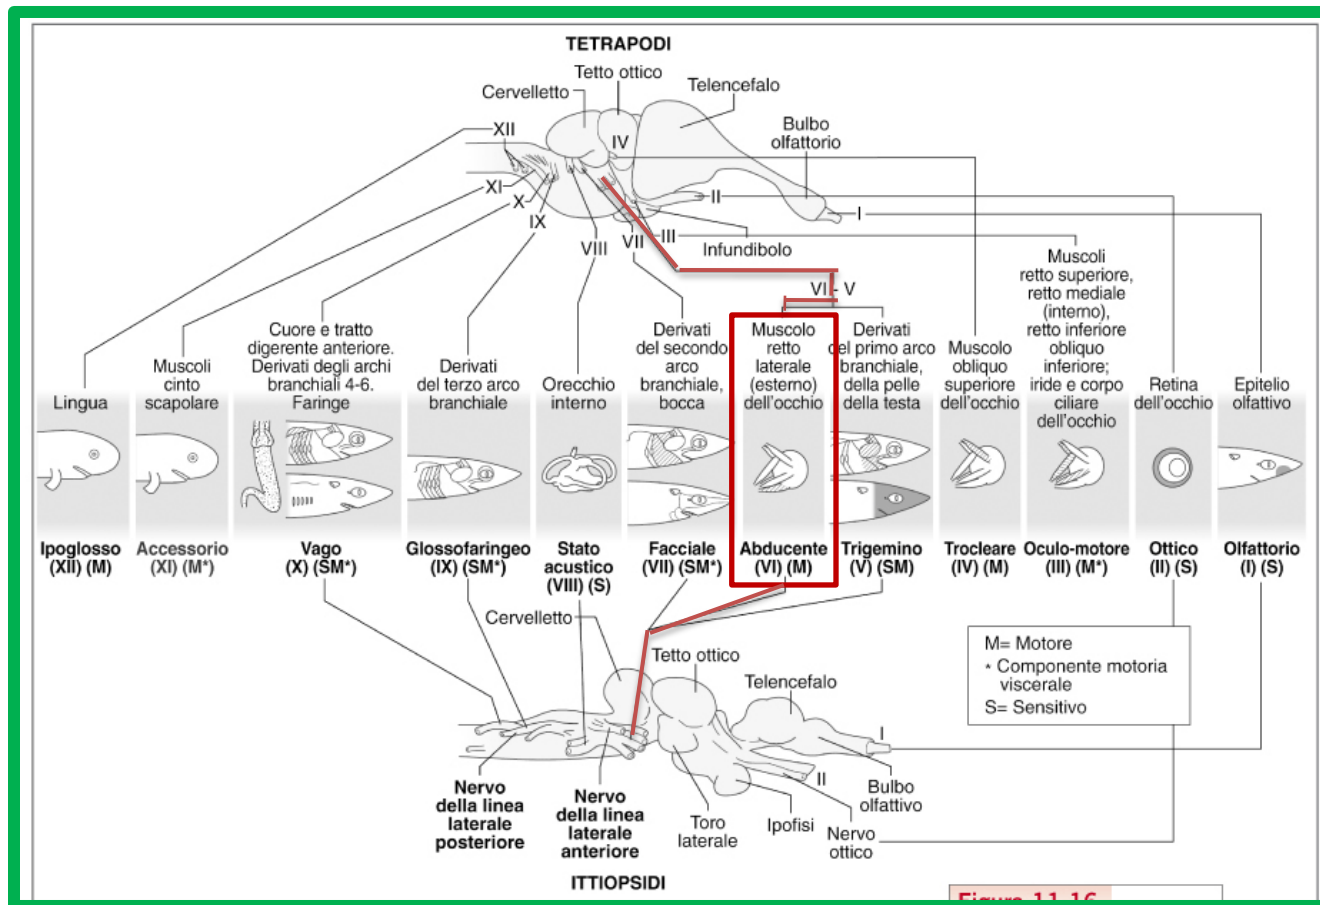 TETRAPODI
Tetto ottico
Cervelletto
Telencefalo
Bulbo
olfattorio
XII
IV
XI
X
IX
VIII
VII
III
II
I
Infundibolo
VI - V
Lingua
Muscoli
cinto
scapolare
Cuore e tratto
digerente anteriore.
Derivati degli archi
branchiali 4-6.
Faringe
Derivati
del terzo arco
branchiale
Orecchio
interno
Derivati
del secondo
arco
branchiale,
bocca
Muscolo
retto
laterale
(esterno)
dell'occhio
Derivati
del primo arco
branchiale,
della pelle
della testa
Muscolo
obliquo
superiore
dell'occhio
Muscoli
retto superiore,
retto mediale
(interno),
retto inferiore
obliquo
inferiore;
iride e corpo
ciliare
dell'occhio
Retina
dell'occhio
Epitelio
olfattivo
Ipoglosso
(XII) (M)
Accessorio
(XI) (M*)
Vago
(X) (SM*)
Glossofaringeo
(IX) (SM*)
Stato
acustico
(VIII) (S)
Facciale
(VII) (SM*)
Abducente
(VI) (M)
Trigemino
(V) (SM)
Trocleare
(IV) (M)
Oculo-motore
(III) (M*)
Ottico
(II) (S)
Olfattorio
(I) (S)
Cervelletto
Tetto ottico
Telencefalo
I
II
Bulbo
olfattivo
Nervo
ottico
Ipofisi
Toro
laterale
Nervo
della linea
laterale
anteriore
Nervo
della linea
laterale
posteriore
M= Motore
* Componente motoria
viscerale
S= Sensitivo
ITTIOPSIDI
Figura 11-16